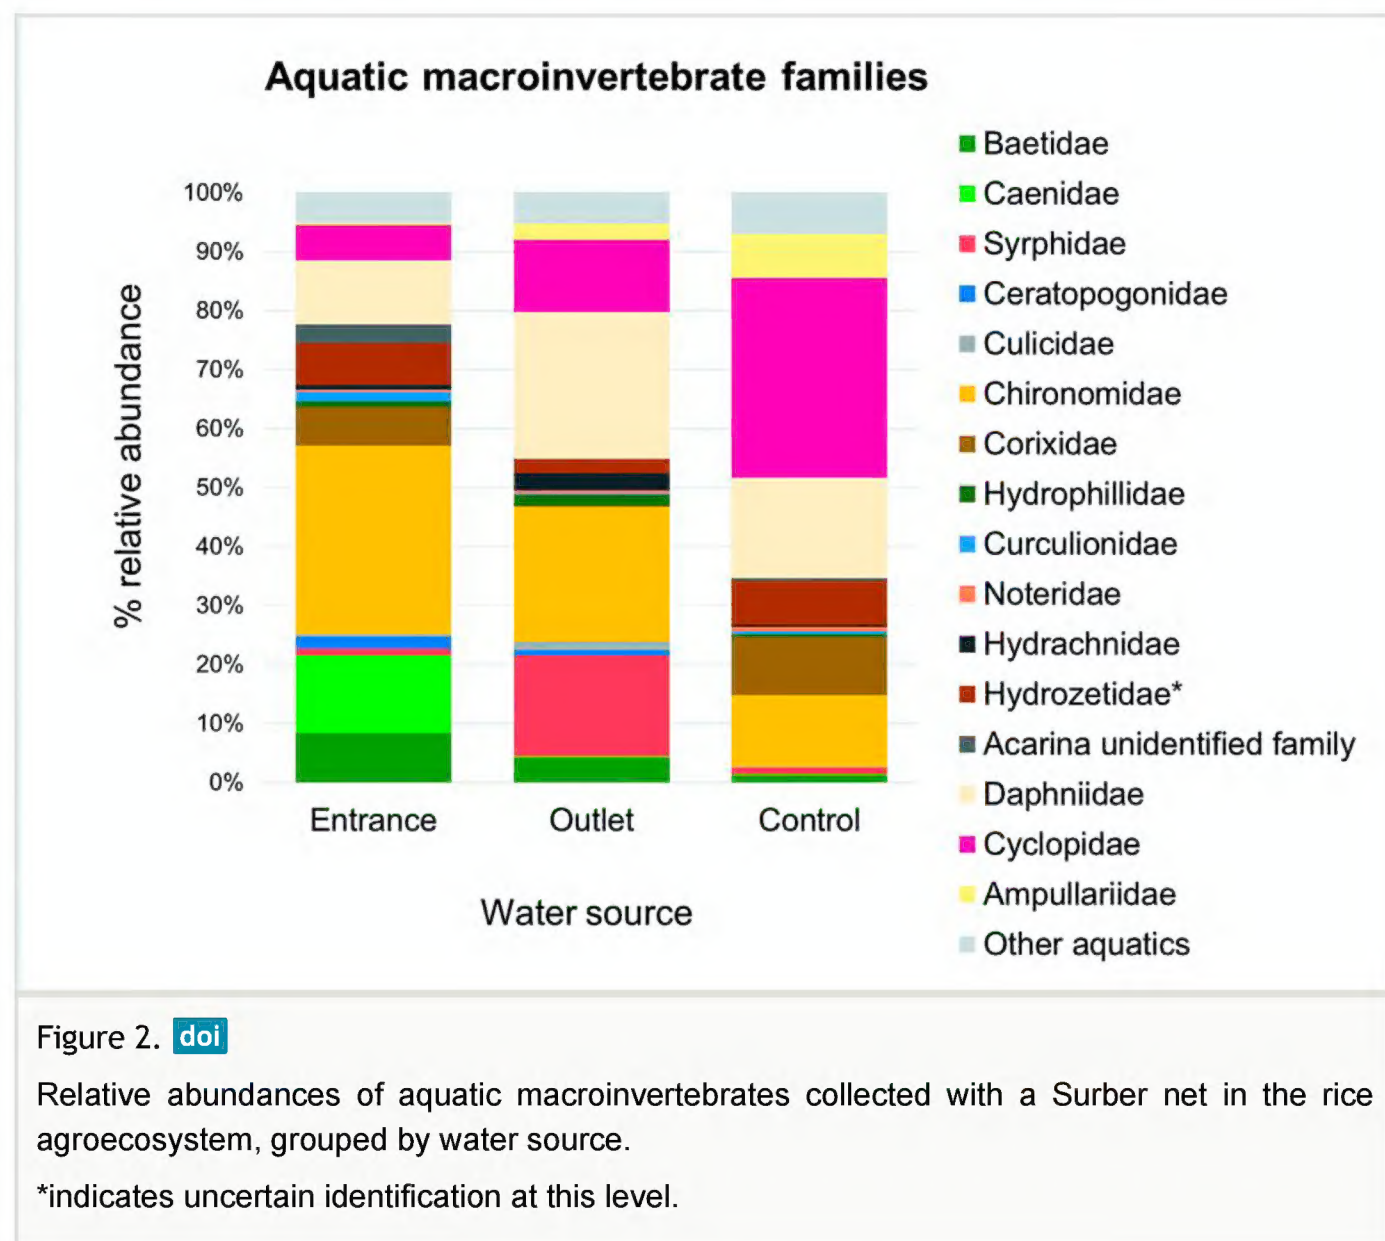 Aquatic macroinvertebrate families
100%
90%
80%
70%
60%
50%
40%
30%
20%
10%
0%
% relative abundance
Entrance
Outlet
Control
Water source
Baetidae
Caenidae
Syrphidae
Ceratopogonidae
Culicidae
Chironomidae
Corixidae
Hydrophillidae
Curculionidae
Noteridae
Hydrachnidae
Hydrozetidae*
Acarina unidentified family
Daphniidae
Cyclopidae
Ampullariidae
Other aquatics
Figure 2. doi
Relative abundances of aquatic macroinvertebrates collected with a Surber net in the rice
agroecosystem, grouped by water source.
*indicates uncertain identification at this level.